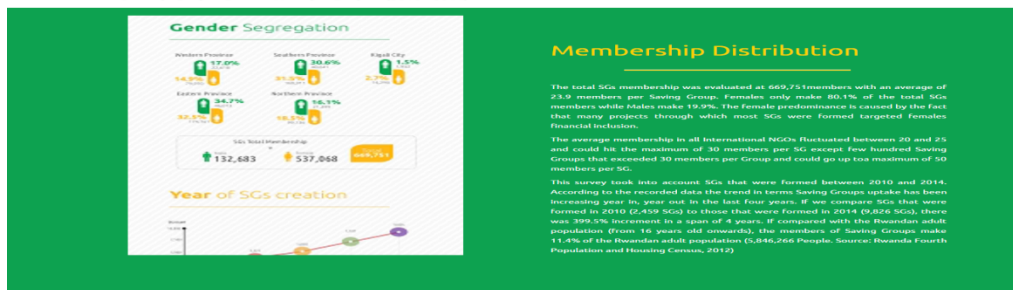 Gender Segregation
Western Province
Southern Province
Kigali City
17.0%
30.6%
1.5%
14.9%
31.5%
2.7%
Eastern Province
Northern Province
34.7%
16.1%
32.5%
18.5%
SGs Total Membership
132,683
537,068
669,751
Year of SGs creation
Membership Distribution
The total SGs membership was evaluated at 669,751members with an average of
23.9 members per Saving Group. Females only make 80.1% of the total SGs
members while Males make 19.9%. The female predominance is caused by the fact
that many projects through which most SGs were formed targeted females
financial inclusion.
The average membership in all International NGOs fluctuated between 20 and 25
and could hit the maximum of 30 members per SG except few hundred Saving
Groups that exceeded 30 members per Group and could go up toa maximum of 50
members per SG.
This survey took into account SGs that were formed between 2010 and 2014.
According to the recorded data the trend in terms Saving Groups uptake has been
increasing year in, year out in the last four years. If we compare SGs that were
formed in 2010 (2,459 SGs) to those that were formed in 2014 (9,826 SGs), there
was 399.5% increment in a span of 4 years. If compared with the Rwandan adult
population (from 16 years old onwards), the members of Saving Groups make
11.4% of the Rwandan adult population (5,846,266 People. Source: Rwanda Fourth
Population and Housing Census, 2012)